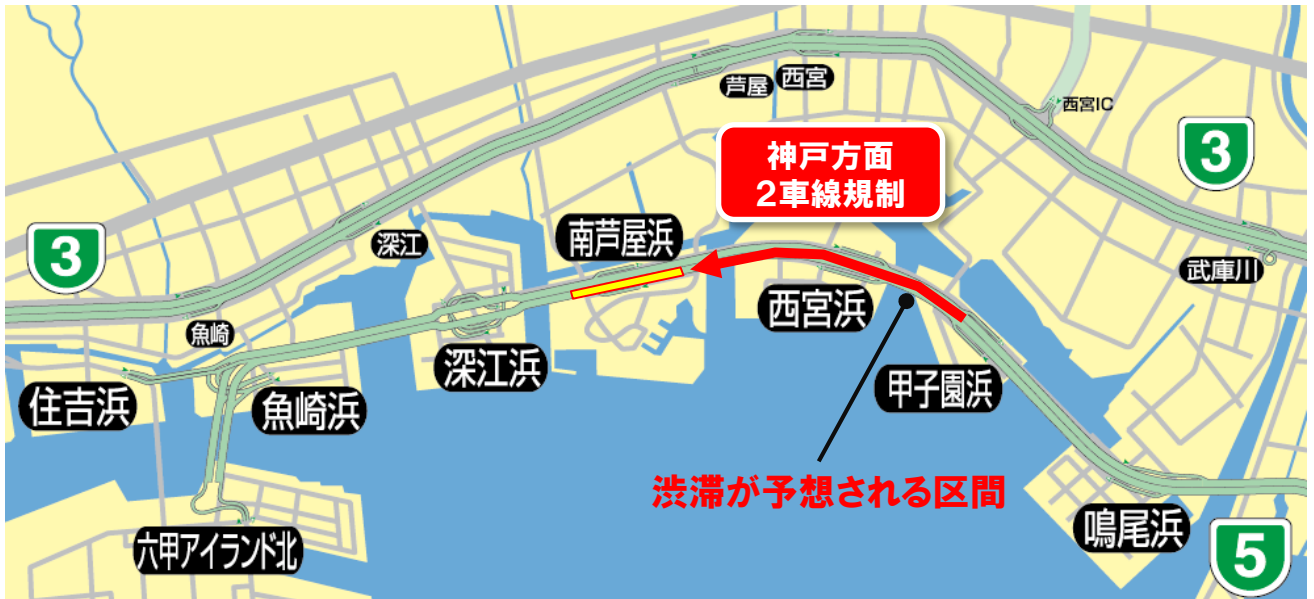 芦屋
西宮
西宮IC
3
神戸方面
2車線規制
3
深江
南芦屋浜
武庫川
魚崎
西宮浜
深江浜
甲子園浜
住吉浜
魚崎浜
渋滞が予想される区間
鳴尾浜
六甲アイランド北
5